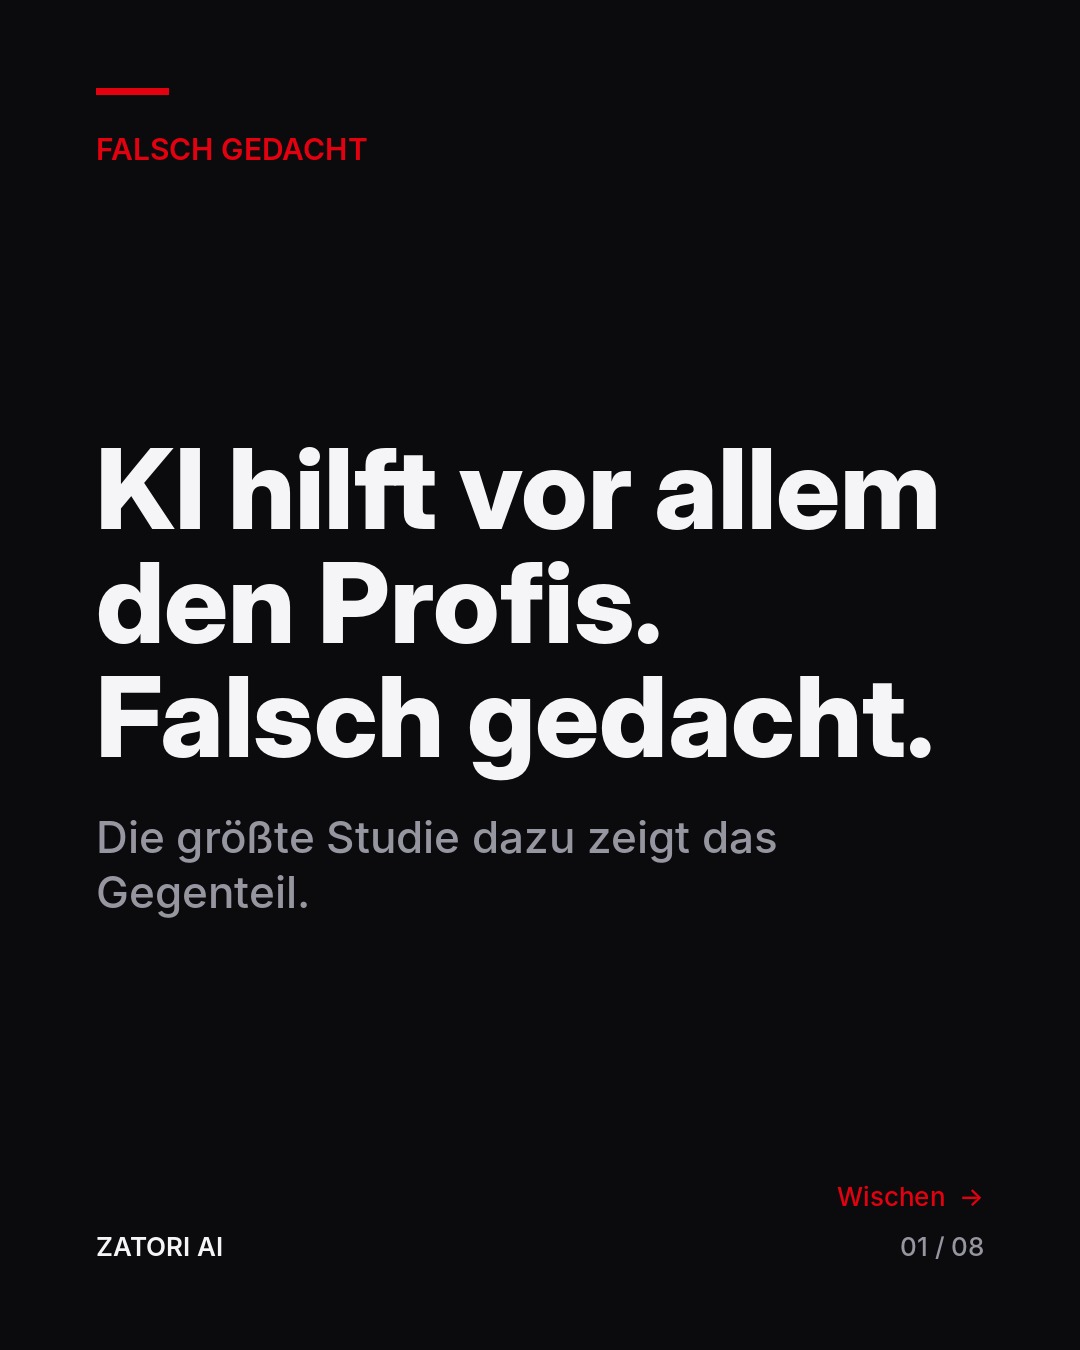 FALSCH GEDACHT
KI hilft vor allem
den Profis.
Falsch gedacht.
Die größte Studie dazu zeigt das
Gegenteil.
Wischen →
ZATORI AI
01 / 08